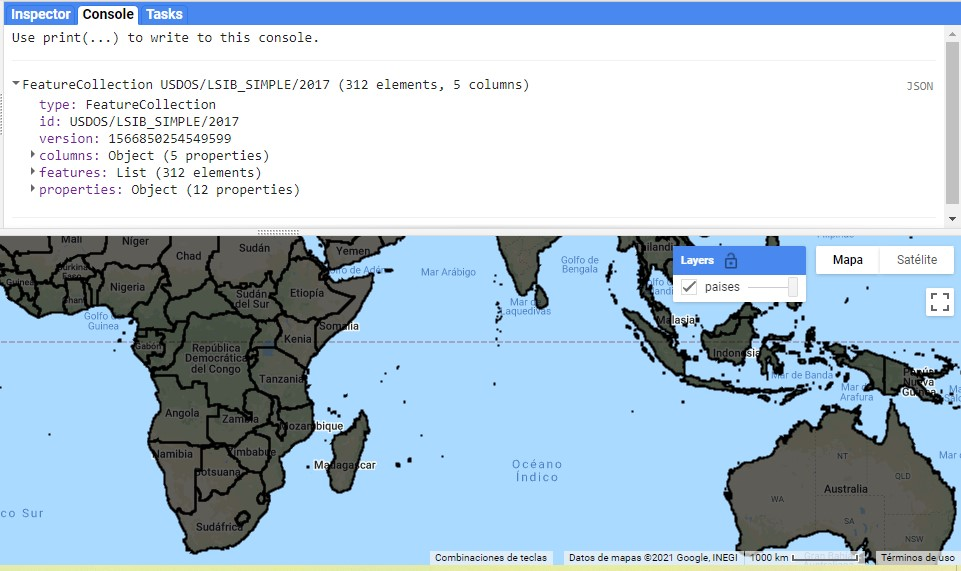 Inspector Console Tasks
Use print(...) to write to this console.
FeatureCollection USDOS/LSIB_SIMPLE/2017 (312 elements, 5 columns)
JSON
type: FeatureCollection
id: USDOS/LSIB_SIMPLE/2017
version: 1566850254549599
columns: Object (5 properties)
features: List (312 elements)
properties: Object (12 properties)
Layers
paises
Mapa Satélite
Malí
Níger
Chad
Sudán
Yemen
Golfo de Adén
Mar Arábigo
Golfo de
Bengala
Burkina
Faso
Guinea
Nigeria
Sudán
del Sur
Etiopía
Mar de
Laquedivas
Golfo de
Guinea
Somalia
Malasia
Gabón
República
Democrática
del Congo
Kenia
Indonesia
Tanzania
Mar de Banda
Mar de
Arafura
Papúa
Nueva
Guinea
Angola
Zambia
Mozambique
Namibia
Zimbabue
Botsuana
Madagascar
Océano
Índico
NT
QLD
WA
Australia
SA
NSW
co Sur
Sudáfrica
Combinaciones de teclas
Datos de mapas ©2021 Google, INEGI
1000 km
Términos de uso